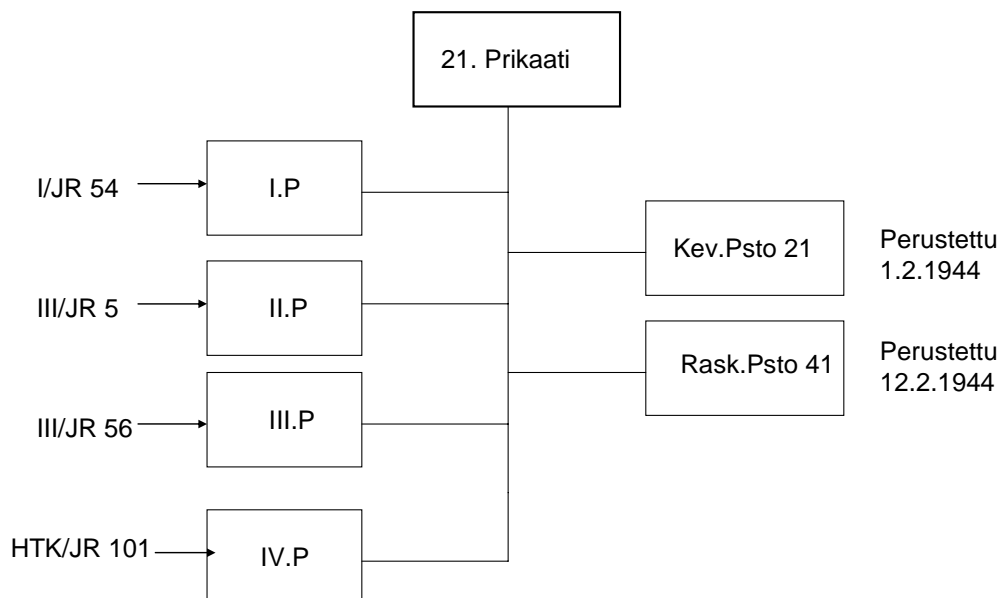 21. Prikaati
I/JR 54
I.P
Kev.Psto 21
Perustettu
1.2.1944
III/JR 5
II.P
Rask.Psto 41
Perustettu
12.2.1944
III/JR 56
III.P
HTK/JR 101
IV.P